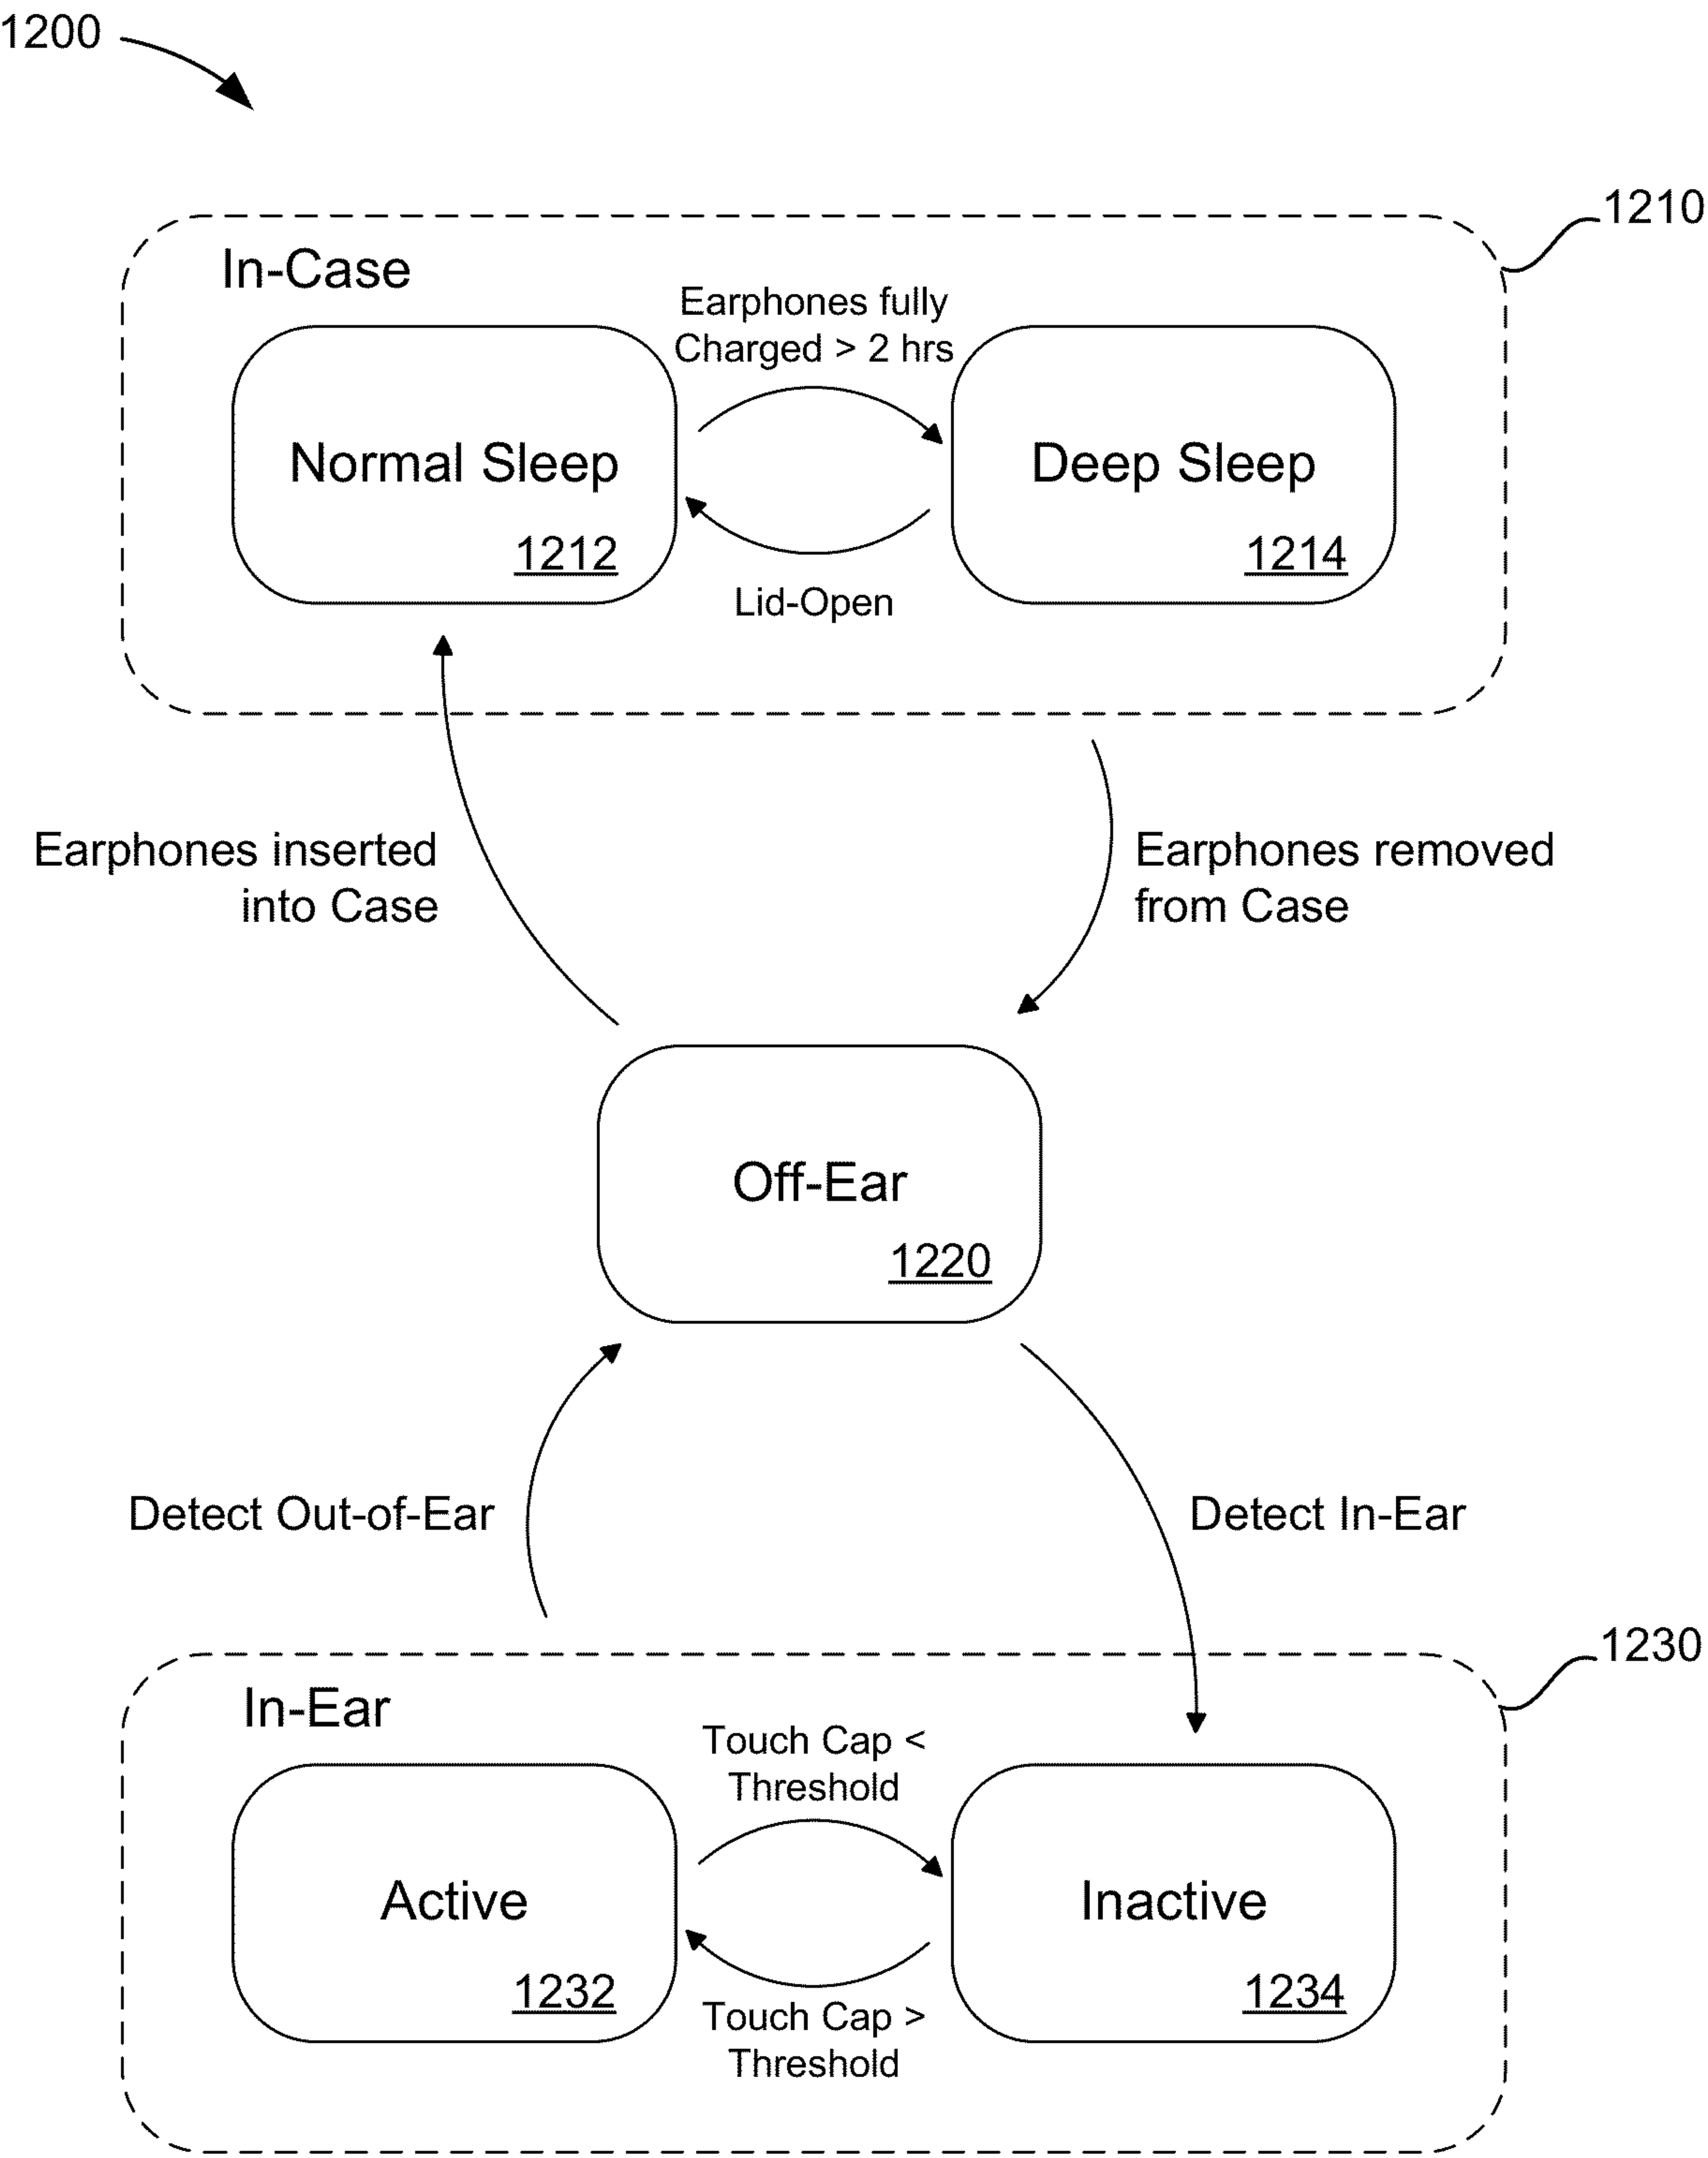 1200
1210
In-Case
Earphones fully
Charged > 2 hrs
Normal Sleep
1212
Deep Sleep
1214
Lid-Open
Earphones inserted
into Case
Earphones removed
from Case
Off-Ear
1220
Detect Out-of-Ear
Detect In-Ear
1230
In-Ear
Touch Cap <
Threshold
Active
1232
Inactive
1234
Touch Cap >
Threshold